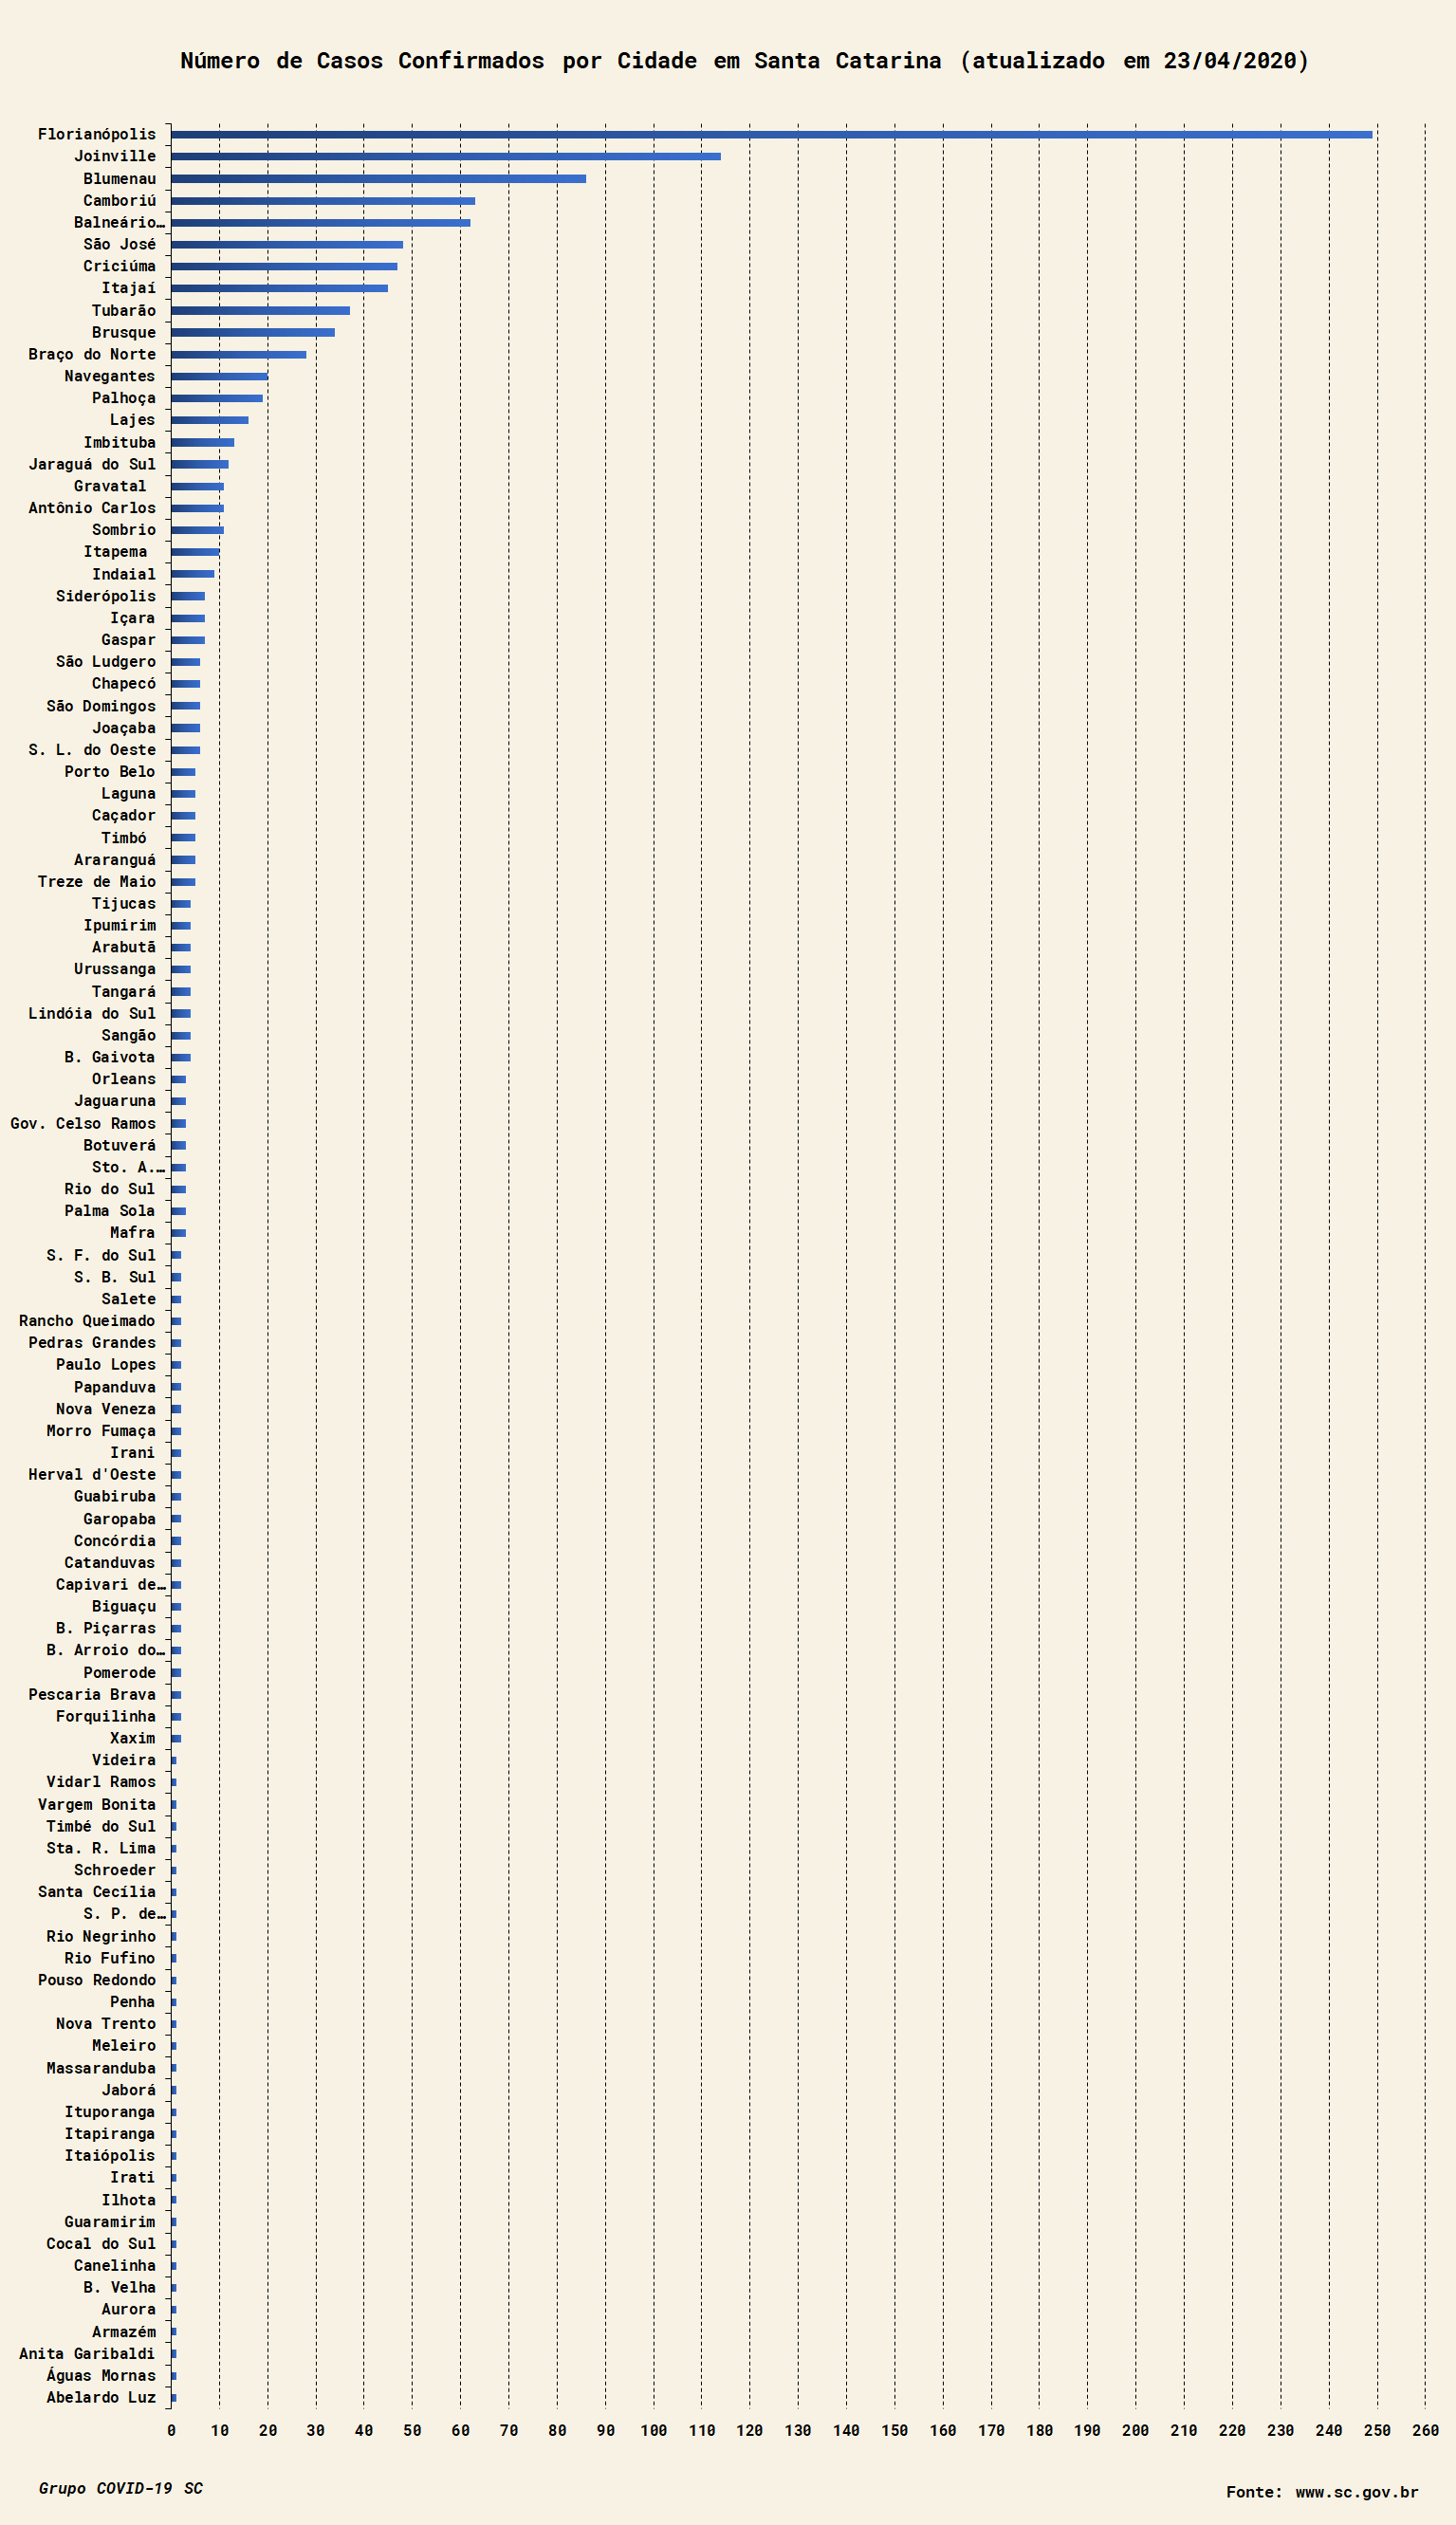 Número de Casos Confirmados por Cidade em Santa Catarina (atualizado em 23/04/2020)
Florianópolis
Joinville
Blumenau
Camboriú
Balneário…
São José
Criciúma
Itajaí
Tubarão
Brusque
Braço do Norte
Navegantes
Palhoça
Lajes
Imbituba
Jaraguá do Sul
Gravatal
Antônio Carlos
Sombrio
Itapema
Indaial
Siderópolis
Içara
Gaspar
São Ludgero
Chapecó
São Domingos
Joaçaba
S. L. do Oeste
Porto Belo
Laguna
Caçador
Timbó
Araranguá
Treze de Maio
Tijucas
Ipumirim
Arabutã
Urussanga
Tangará
Lindóia do Sul
Sangão
B. Gaivota
Orleans
Jaguaruna
Gov. Celso Ramos
Botuverá
Sto. A.…
Rio do Sul
Palma Sola
Mafra
S. F. do Sul
S. B. Sul
Salete
Rancho Queimado
Pedras Grandes
Paulo Lopes
Papanduva
Nova Veneza
Morro Fumaça
Irani
Herval d'Oeste
Guabiruba
Garopaba
Concórdia
Catanduvas
Capivari de…
Biguaçu
B. Piçarras
B. Arroio do…
Pomerode
Pescaria Brava
Forquilinha
Xaxim
Videira
Vidarl Ramos
Vargem Bonita
Timbé do Sul
Sta. R. Lima
Schroeder
Santa Cecília
S. P. de…
Rio Negrinho
Rio Fufino
Pouso Redondo
Penha
Nova Trento
Meleiro
Massaranduba
Jaborá
Ituporanga
Itapiranga
Itaiópolis
Irati
Ilhota
Guaramirim
Cocal do Sul
Canelinha
B. Velha
Aurora
Armazém
Anita Garibaldi
Águas Mornas
Abelardo Luz
0 10 20 30 40 50 60 70 80 90 100 110 120 130 140 150 160 170 180 190 200 210 220 230 240 250 260
Grupo COVID-19 SC
Fonte: www.sc.gov.br